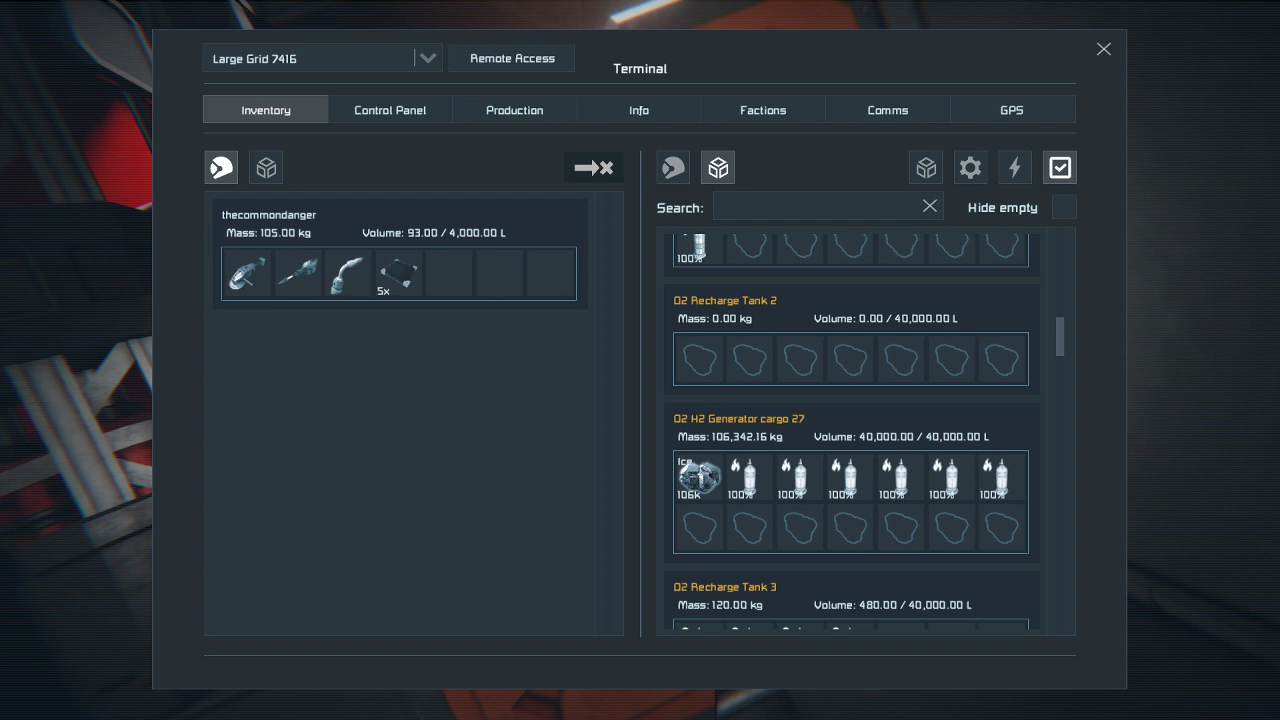 Large Grid 7416
Remote Access
Terminal
Inventory
Control Panel
Production
Info
Factions
Comms
GPS
Search:
Hide empty
thecommondanger
Mass: 105.00 kg Volume: 93.00 / 4,000.00 L
5x
100%
O2 Recharge Tank 2
Mass: 0.00 kg Volume: 0.00 / 40,000.00 L
O2 H2 Generator cargo 27
Mass: 106,342.16 kg Volume: 40,000.00 / 40,000.00 L
Ice
106k 100% 100% 100% 100% 100% 100%
O2 Recharge Tank 3
Mass: 120.00 kg Volume: 480.00 / 40,000.00 L